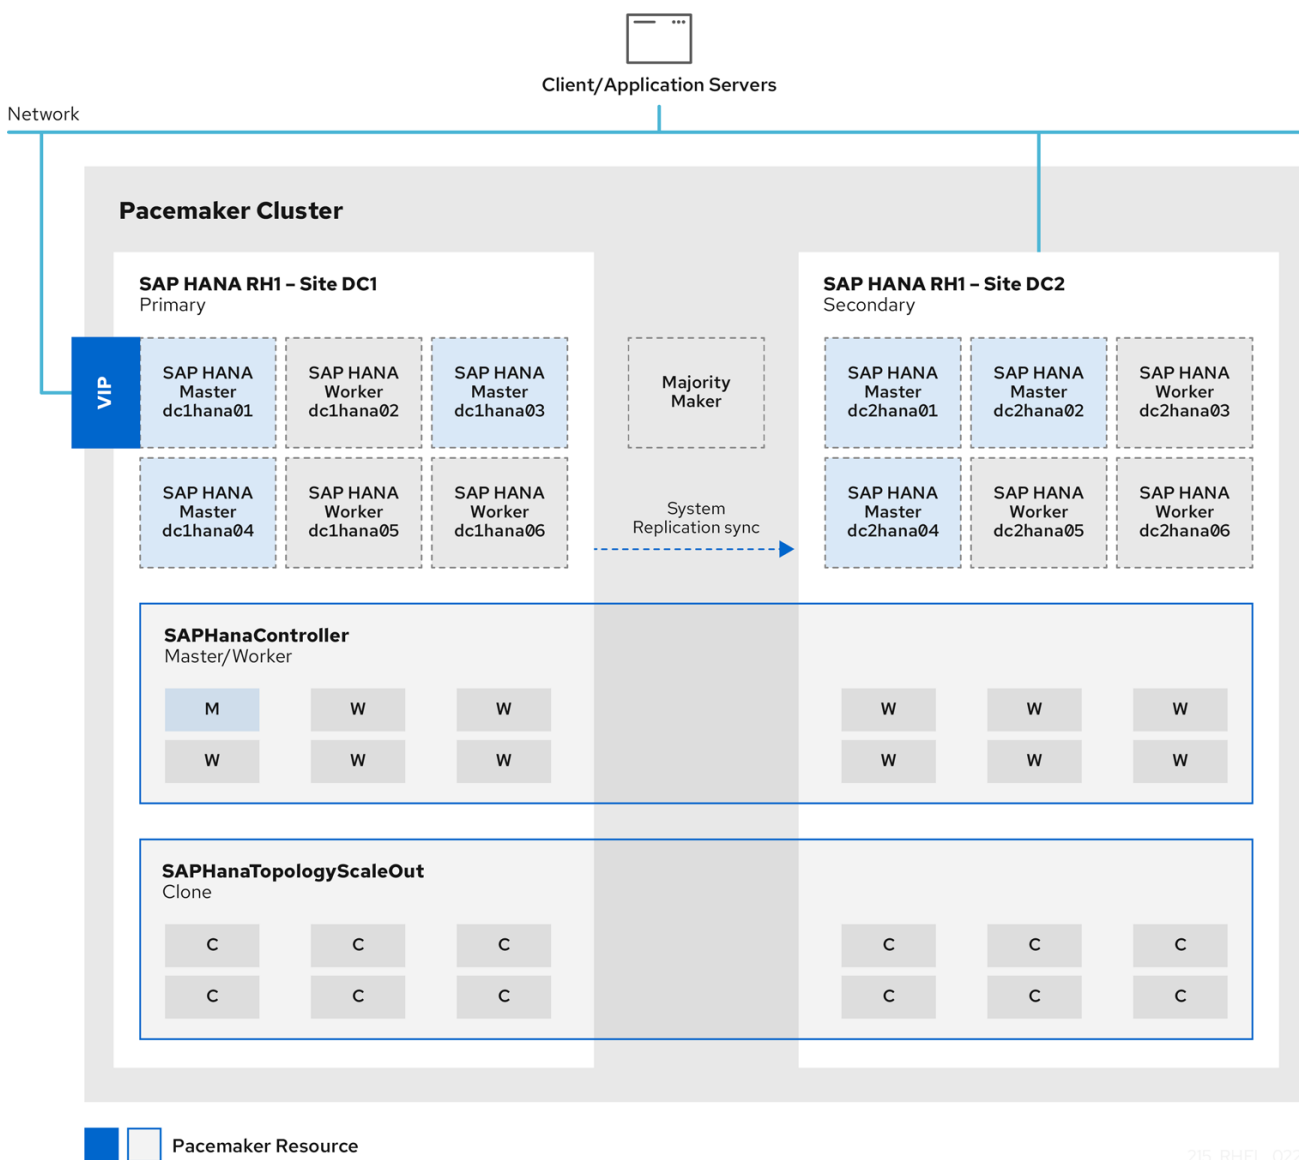 Client/Application Servers
Network
Pacemaker Cluster
SAP HANA RH1 – Site DC1
Primary
SAP HANA RH1 – Site DC2
Secondary
VIP
SAP HANA
Master
dc1hana01
SAP HANA
Worker
dc1hana02
SAP HANA
Master
dc1hana03
Majority
Maker
SAP HANA
Master
dc2hana01
SAP HANA
Master
dc2hana02
SAP HANA
Worker
dc2hana03
SAP HANA
Master
dc1hana04
SAP HANA
Worker
dc1hana05
SAP HANA
Worker
dc1hana06
System
Replication sync
SAP HANA
Master
dc2hana04
SAP HANA
Worker
dc2hana05
SAP HANA
Worker
dc2hana06
SAPHanaController
Master/Worker
M W W W W W
W W W W W W
SAPHanaTopologyScaleOut
Clone
C C C C C C
C C C C C C
Pacemaker Resource